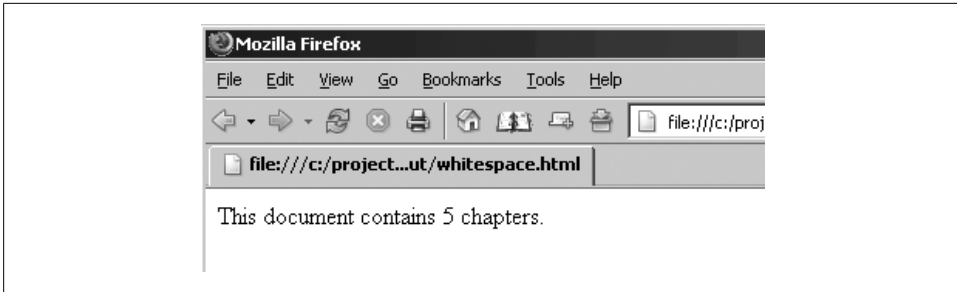 Mozilla Firefox
File Edit View Go Bookmarks Tools Help
file:///c:/proj
file:///c:/project...ut/whitespace.html
This document contains 5 chapters.